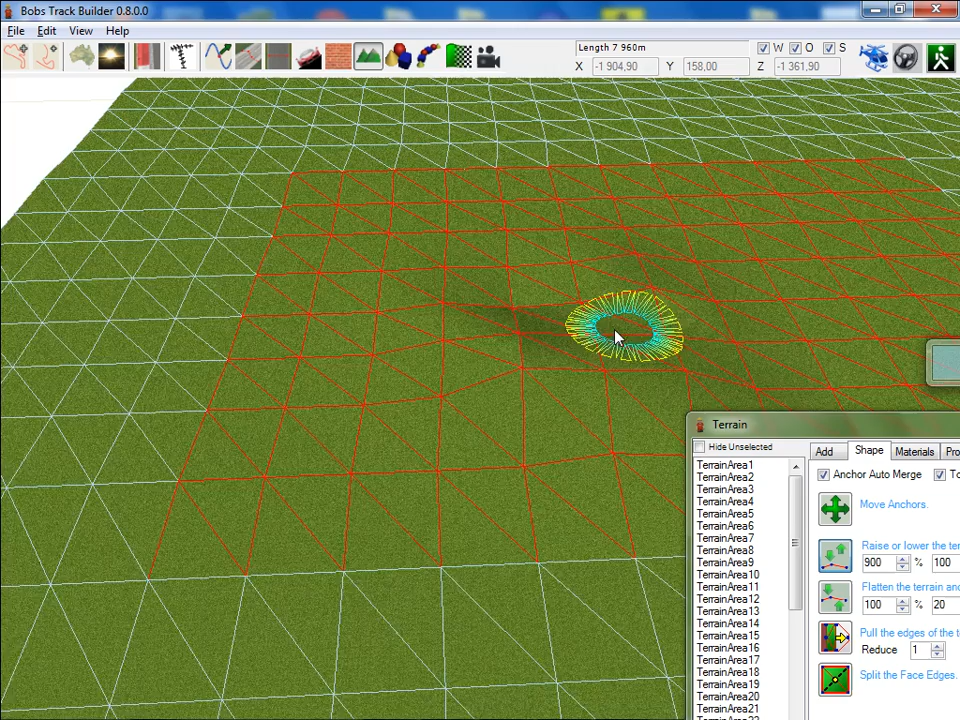 Bobs Track Builder 0.8.0.0
File Edit View Help
Length 7 960m
W O S
X -1 904,90 Y 158,00 Z -1 361,90
Terrain
Hide Unselected
Add Shape Materials
TerrainArea1
TerrainArea2
TerrainArea3
TerrainArea4
TerrainArea5
TerrainArea6
TerrainArea7
TerrainArea8
TerrainArea9
TerrainArea10
TerrainArea11
TerrainArea12
TerrainArea13
TerrainArea14
TerrainArea15
TerrainArea16
TerrainArea17
TerrainArea18
TerrainArea19
TerrainArea20
TerrainArea21
Anchor Auto Merge
Move Anchors.
Raise or lower the
900 % 100
Flatten the terrain and
100 % 20
Pull the edges of the
Reduce 1
Split the Face Edges.